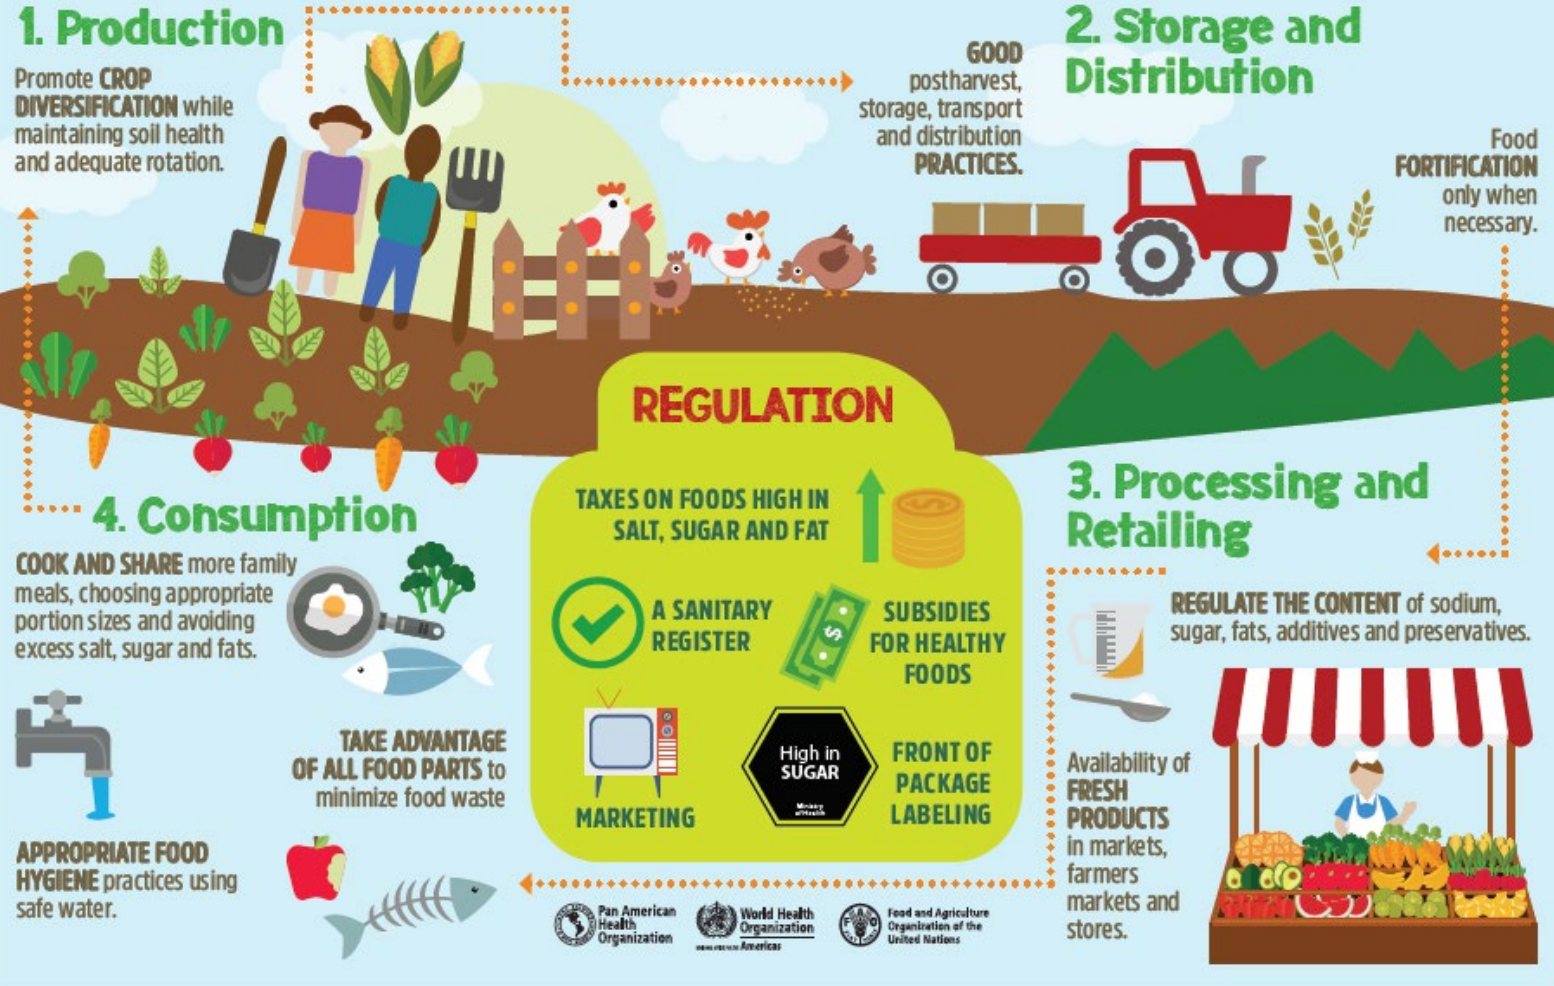 1. Production
Promote CROP
DIVERSIFICATION while
maintaining soil health
and adequate rotation.
GOOD
postharvest,
storage, transport
and distribution
PRACTICES.
2. Storage and
Distribution
Food
FORTIFICATION
only when
necessary.
REGULATION
TAXES ON FOODS HIGH IN
SALT, SUGAR AND FAT
A SANITARY
REGISTER
SUBSIDIES
FOR HEALTHY
FOODS
MARKETING
High in
SUGAR
Ministry
of Health
FRONT OF
PACKAGE
LABELING
3. Processing and
Retailing
REGULATE THE CONTENT of sodium,
sugar, fats, additives and preservatives.
Availability of
FRESH
PRODUCTS
in markets,
farmers
markets and
stores.
4. Consumption
COOK AND SHARE more family
meals, choosing appropriate
portion sizes and avoiding
excess salt, sugar and fats.
TAKE ADVANTAGE
OF ALL FOOD PARTS to
minimize food waste
APPROPRIATE FOOD
HYGIENE practices using
safe water.
Pan American
Health
Organization
World Health
Organization
Americas
Food and Agriculture
Organization of the
United Nations